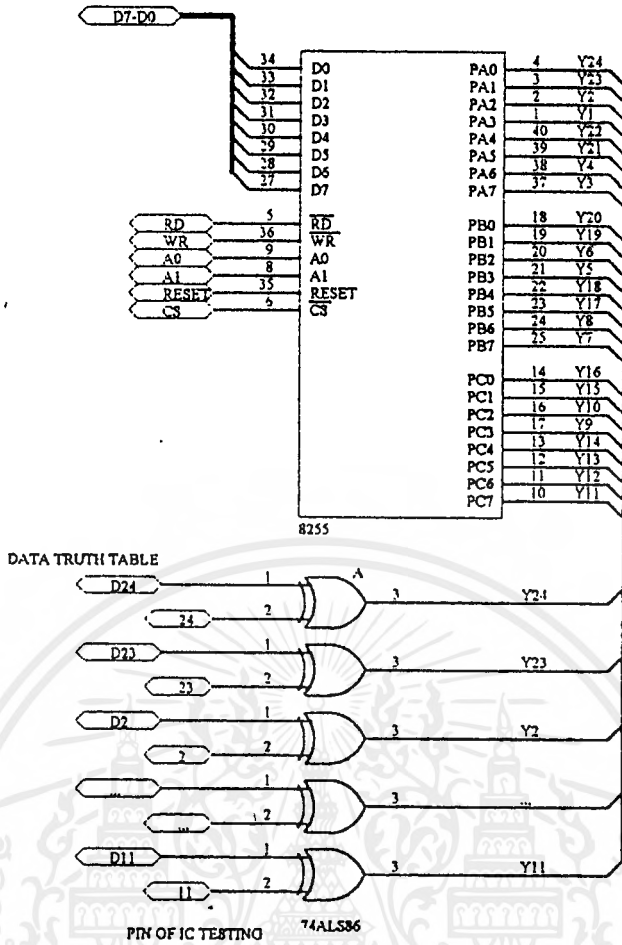 D7-D0
34 D0 PA0 4 Y24
33 D1 PA1 3 Y23
32 D2 PA2 2 Y2
31 D3 PA3 1 Y1
30 D4 PA4 40 Y22
29 D5 PA5 39 Y21
28 D6 PA6 38 Y4
27 D7 PA7 37 Y3
RD 5 RD PB0 18 Y20
WR 36 WR PB1 19 Y19
A0 9 A0 PB2 20 Y6
A1 8 A1 PB3 21 Y5
RESET 35 RESET PB4 22 Y18
CS 6 CS PB5 23 Y17
PB6 24 Y8
PB7 25 Y7
PC0 14 Y16
PC1 15 Y15
PC2 16 Y10
PC3 17 Y9
PC4 13 Y14
PC5 12 Y13
PC6 11 Y12
PC7 10 Y11
8255
DATA TRUTH TABLE
A
D24 1
24 2 3 Y24
D23 1
23 2 3 Y23
D2 1
2 2 3 Y2
... 1
... 2 3 ...
D11 1
11 2 3 Y11
PIN OF IC TESTING 74ALS86